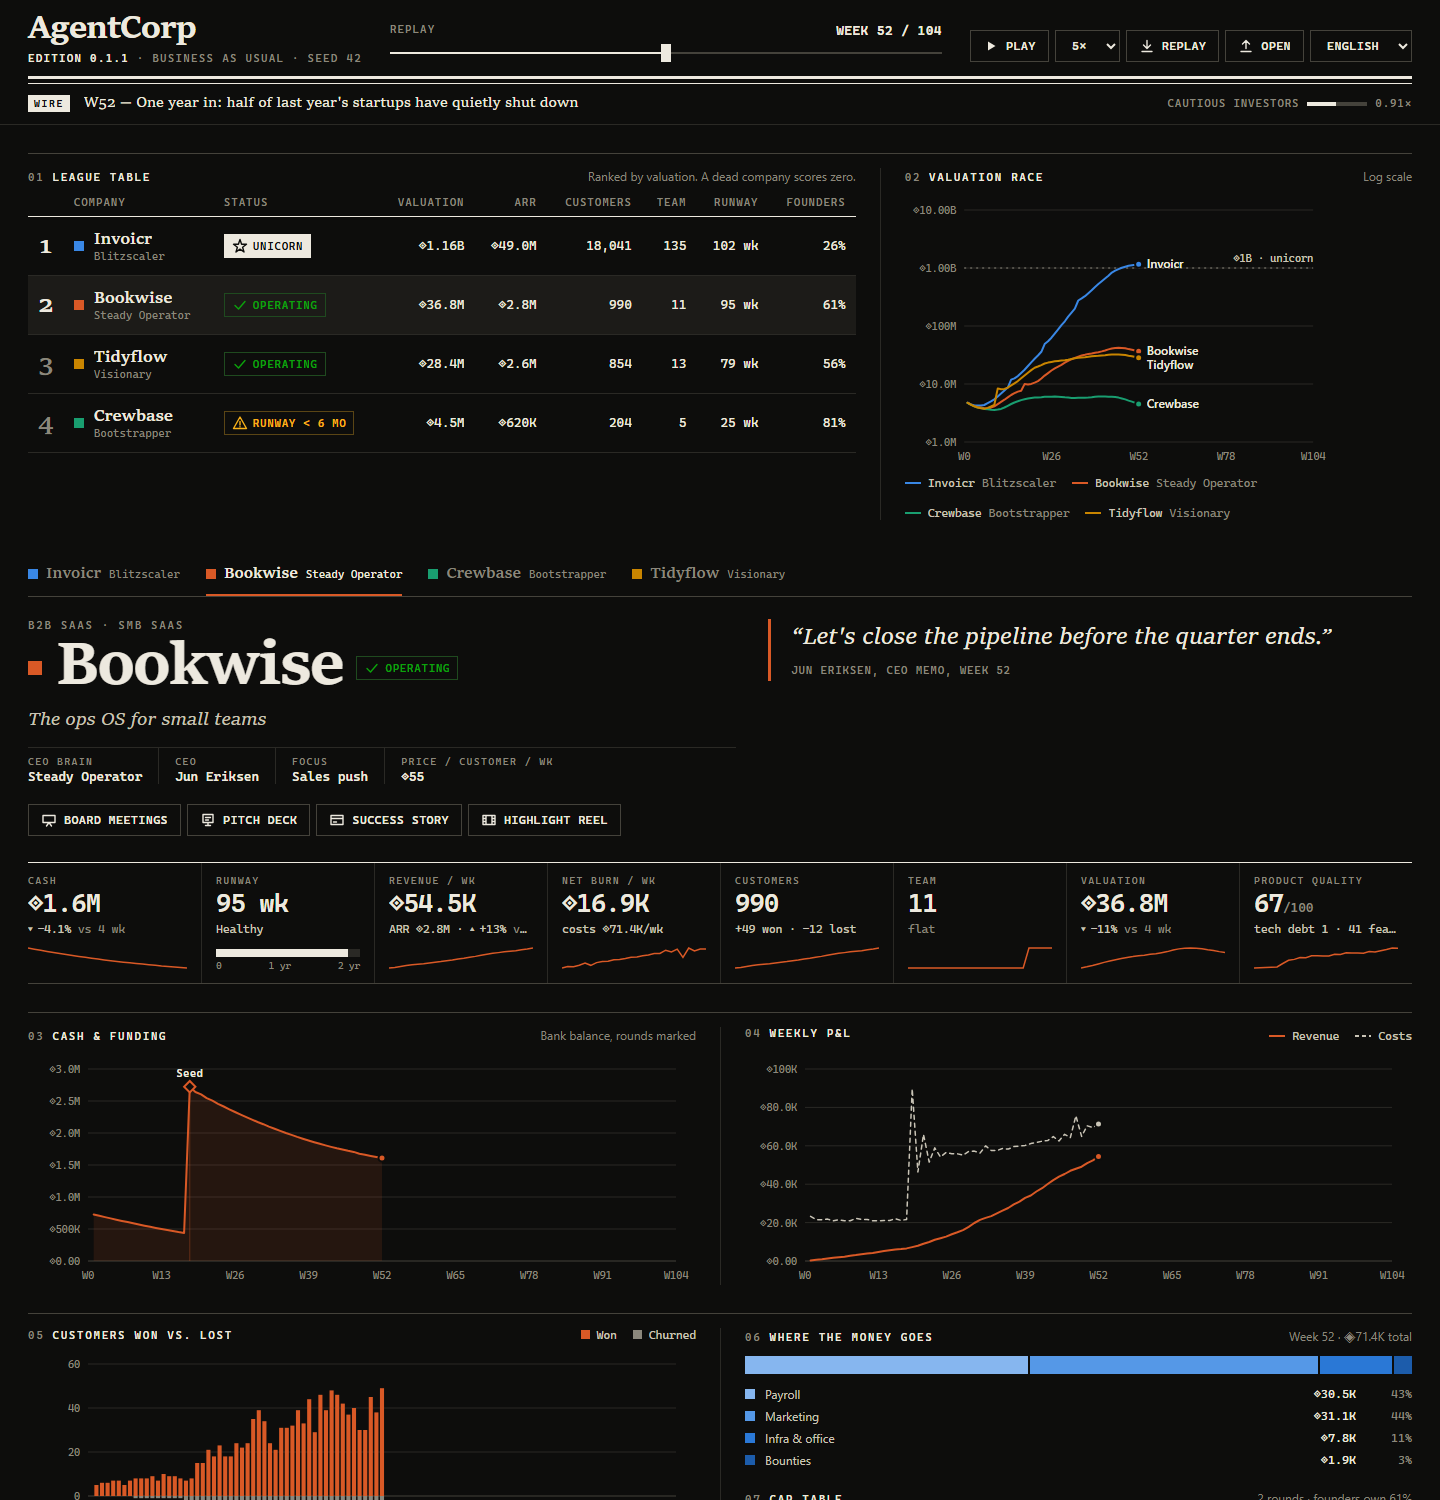 AgentCorp
EDITION 0.1.1 · BUSINESS AS USUAL · SEED 42
REPLAY
WEEK 52 / 104
PLAY
5×
REPLAY
OPEN
ENGLISH
WIRE
W52 — One year in: half of last year's startups have quietly shut down
CAUTIOUS INVESTORS 0.91×
01 LEAGUE TABLE
Ranked by valuation. A dead company scores zero.
COMPANY STATUS VALUATION ARR CUSTOMERS TEAM RUNWAY FOUNDERS
1 Invoicr UNICORN ⟐1.16B ⟐49.0M 18,041 135 102 wk 26%
Blitzscaler
2 Bookwise OPERATING ⟐36.8M ⟐2.8M 990 11 95 wk 61%
Steady Operator
3 Tidyflow OPERATING ⟐28.4M ⟐2.6M 854 13 79 wk 56%
Visionary
4 Crewbase RUNWAY < 6 MO ⟐4.5M ⟐620K 204 5 25 wk 81%
Bootstrapper
02 VALUATION RACE
Log scale
⟐10.00B
⟐1.00B
⟐100M
⟐10.0M
⟐1.0M
⟐1B · unicorn
Invoicr
Bookwise
Tidyflow
Crewbase
W0 W26 W52 W78 W104
Invoicr Blitzscaler Bookwise Steady Operator
Crewbase Bootstrapper Tidyflow Visionary
Invoicr Blitzscaler Bookwise Steady Operator Crewbase Bootstrapper Tidyflow Visionary
B2B SAAS · SMB SAAS
Bookwise OPERATING
The ops OS for small teams
“Let's close the pipeline before the quarter ends.”
JUN ERIKSEN, CEO MEMO, WEEK 52
CEO BRAIN CEO FOCUS PRICE / CUSTOMER / WK
Steady Operator Jun Eriksen Sales push ⟐55
BOARD MEETINGS PITCH DECK SUCCESS STORY HIGHLIGHT REEL
CASH
⟐1.6M
▼ −4.1% vs 4 wk
RUNWAY
95 wk
Healthy
0 1 yr 2 yr
REVENUE / WK
⟐54.5K
ARR ⟐2.8M · ▲ +13% v…
NET BURN / WK
⟐16.9K
costs ⟐71.4K/wk
CUSTOMERS
990
+49 won · −12 lost
TEAM
11
flat
VALUATION
⟐36.8M
▼ −11% vs 4 wk
PRODUCT QUALITY
67/100
tech debt 1 · 41 fea…
03 CASH & FUNDING
Bank balance, rounds marked
⟐3.0M
⟐2.5M
⟐2.0M
⟐1.5M
⟐1.0M
⟐500K
⟐0.00
Seed
W0 W13 W26 W39 W52 W65 W78 W91 W104
04 WEEKLY P&L
Revenue Costs
⟐100K
⟐80.0K
⟐60.0K
⟐40.0K
⟐20.0K
⟐0.00
W0 W13 W26 W39 W52 W65 W78 W91 W104
05 CUSTOMERS WON VS. LOST
Won Churned
60
40
20
0
06 WHERE THE MONEY GOES
Week 52 · ⟐71.4K total
Payroll ⟐30.5K 43%
Marketing ⟐31.1K 44%
Infra & office ⟐7.8K 11%
Bounties ⟐1.9K 3%
07 CAP TABLE
2 rounds · founders own 61%